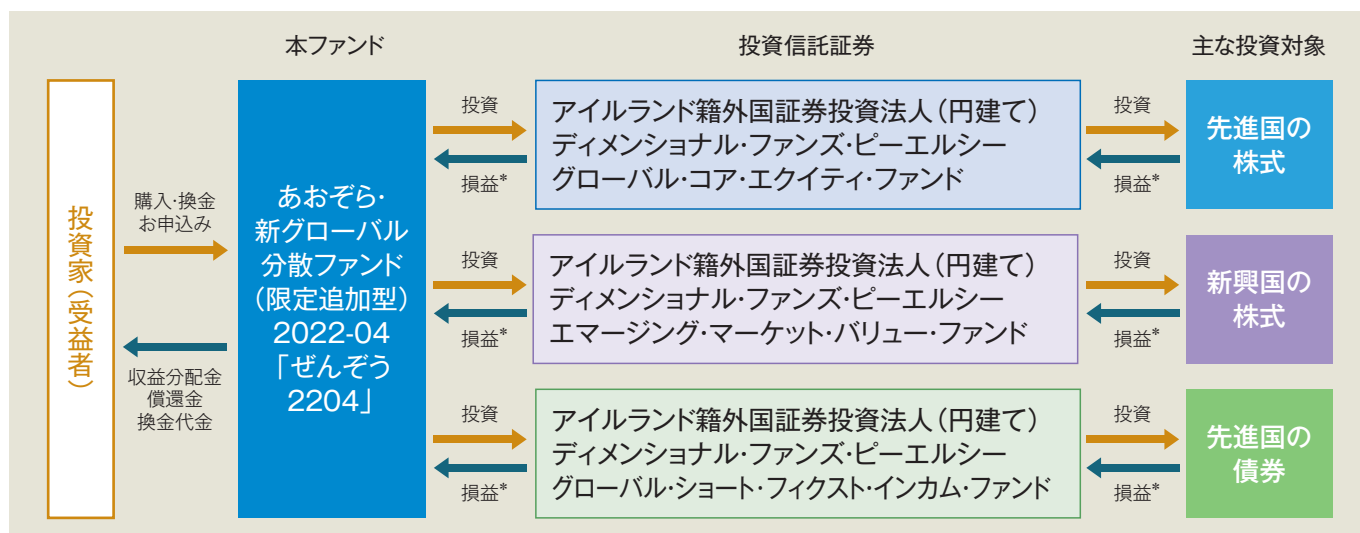 本ファンド
投資信託証券
主な投資対象
投資家（受益者）
購入・換金
お申込み
収益分配金
償還金
換金代金
あおぞら・
新グローバル
分散ファンド
（限定追加型）
2022-04
「ぜんぞう
2204」
投資
損益*
アイルランド籍外国証券投資法人（円建て）
ディメンショナル・ファンズ・ピーエルシー
グローバル・コア・エクイティ・ファンド
投資
損益*
先進国の
株式
投資
損益*
アイルランド籍外国証券投資法人（円建て）
ディメンショナル・ファンズ・ピーエルシー
エマージング・マーケット・バリュー・ファンド
投資
損益*
新興国の
株式
投資
損益*
アイルランド籍外国証券投資法人（円建て）
ディメンショナル・ファンズ・ピーエルシー
グローバル・ショート・フィクスト・インカム・ファンド
投資
損益*
先進国の
債券